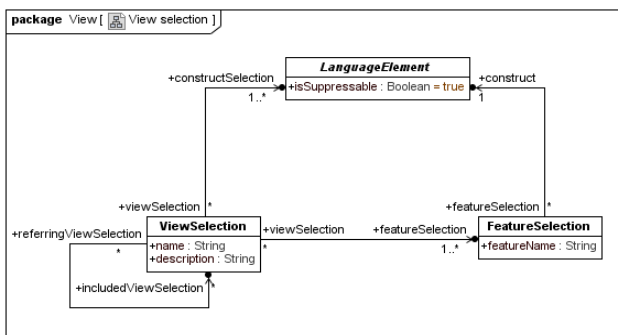 package View [ View selection ]
LanguageElement
+isSuppressable : Boolean = true
+constructSelection
1..*
+construct
1
+viewSelection
*
+featureSelection
*
+referringViewSelection
*
ViewSelection
+name : String
+description : String
+viewSelection
*
+featureSelection
1..*
FeatureSelection
+featureName : String
+includedViewSelection
*